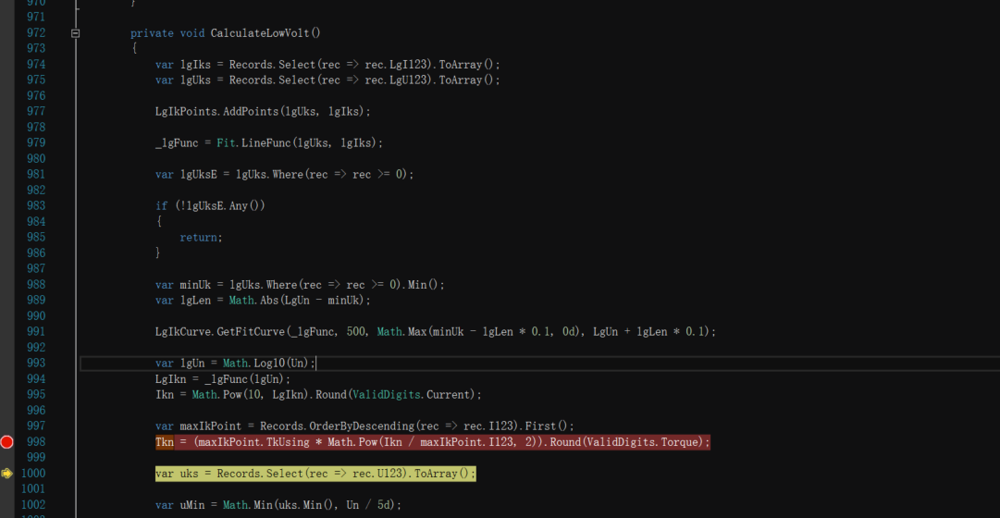 970 }
971
972 private void CalculateLowVolt()
973 {
974 var lgIks = Records.Select(rec => rec.LgI123).ToArray();
975 var lgUks = Records.Select(rec => rec.LgU123).ToArray();
976
977 LgIkPoints.AddPoints(lgUks, lgIks);
978
979 _lgFunc = Fit.LineFunc(lgUks, lgIks);
980
981 var lgUksE = lgUks.Where(rec => rec >= 0);
982
983 if (!lgUksE.Any())
984 {
985 return;
986 }
987
988 var minUk = lgUks.Where(rec => rec >= 0).Min();
989 var lgLen = Math.Abs(LgUn - minUk);
990
991 LgIkCurve.GetFitCurve(_lgFunc, 500, Math.Max(minUk - lgLen * 0.1, 0d), LgUn + lgLen * 0.1);
992
993 var lgUn = Math.Log10(Un);
994 LgIkn = _lgFunc(lgUn);
995 Ikn = Math.Pow(10, LgIkn).Round(ValidDigits.Current);
996
997 var maxIkPoint = Records.OrderByDescending(rec => rec.I123).First();
998 Tkn = (maxIkPoint.TkUsing * Math.Pow(Ikn / maxIkPoint.I123, 2)).Round(ValidDigits.Torque);
999
1000 var uks = Records.Select(rec => rec.U123).ToArray();
1001
1002 var uMin = Math.Min(uks.Min(), Un / 5d);